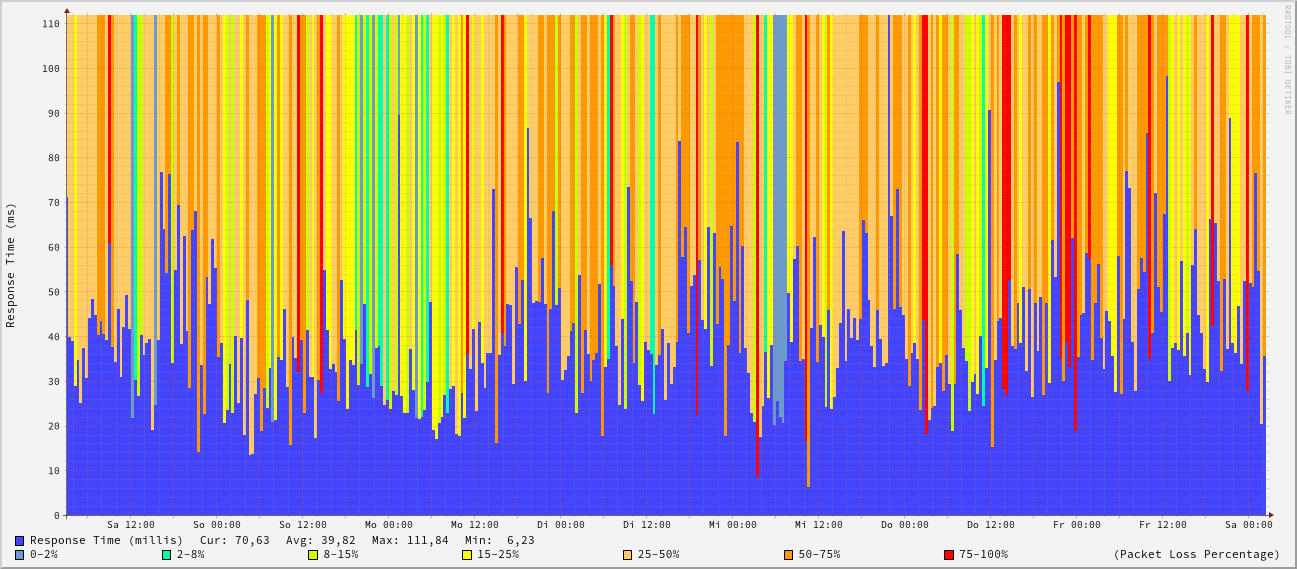 RRDTOOL / TOBI OETIKER
Response Time (ms)
110
100
90
80
70
60
50
40
30
20
10
0
Sa 12:00 So 00:00 So 12:00 Mo 00:00 Mo 12:00 Di 00:00 Di 12:00 Mi 00:00 Mi 12:00 Do 00:00 Do 12:00 Fr 00:00 Fr 12:00 Sa 00:00
Response Time (millis) Cur: 70,63 Avg: 39,82 Max: 111,84 Min: 6,23
0-2% 2-8% 8-15% 15-25% 25-50% 50-75% 75-100% (Packet Loss Percentage)